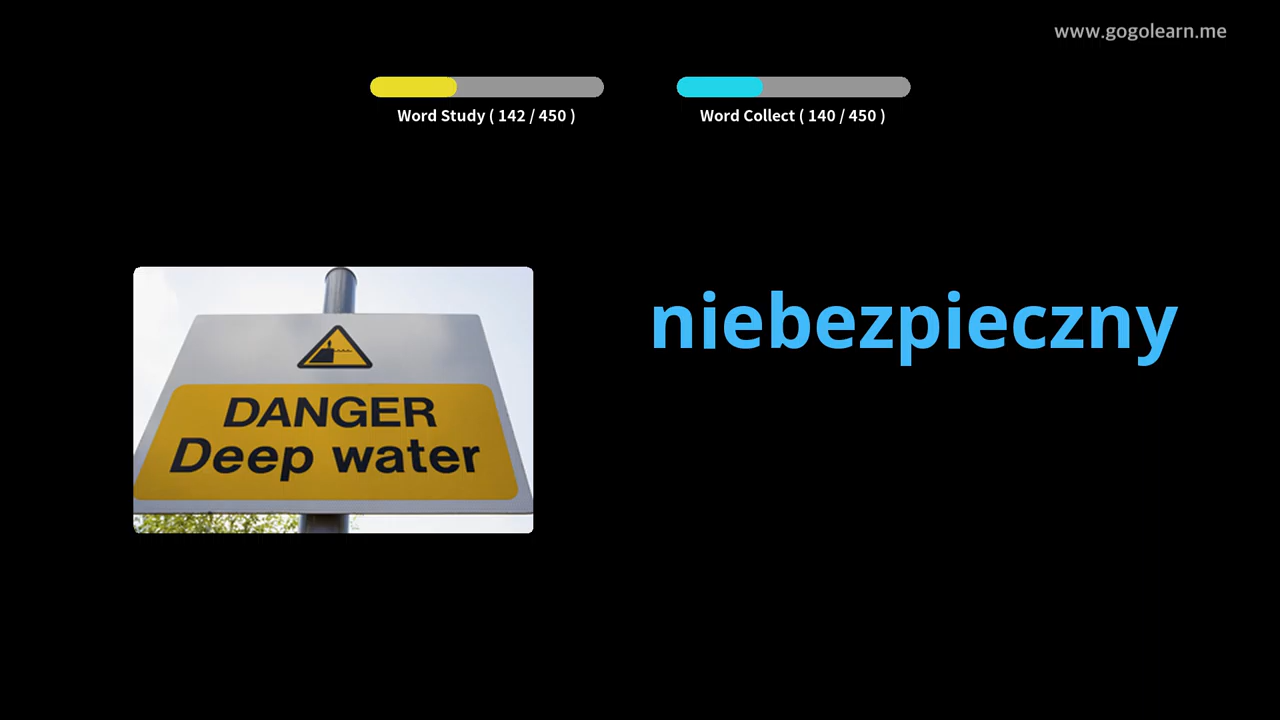 www.gogolearn.me
Word Study ( 142 / 450 )
Word Collect ( 140 / 450 )
niebezpieczny
DANGER
Deep water